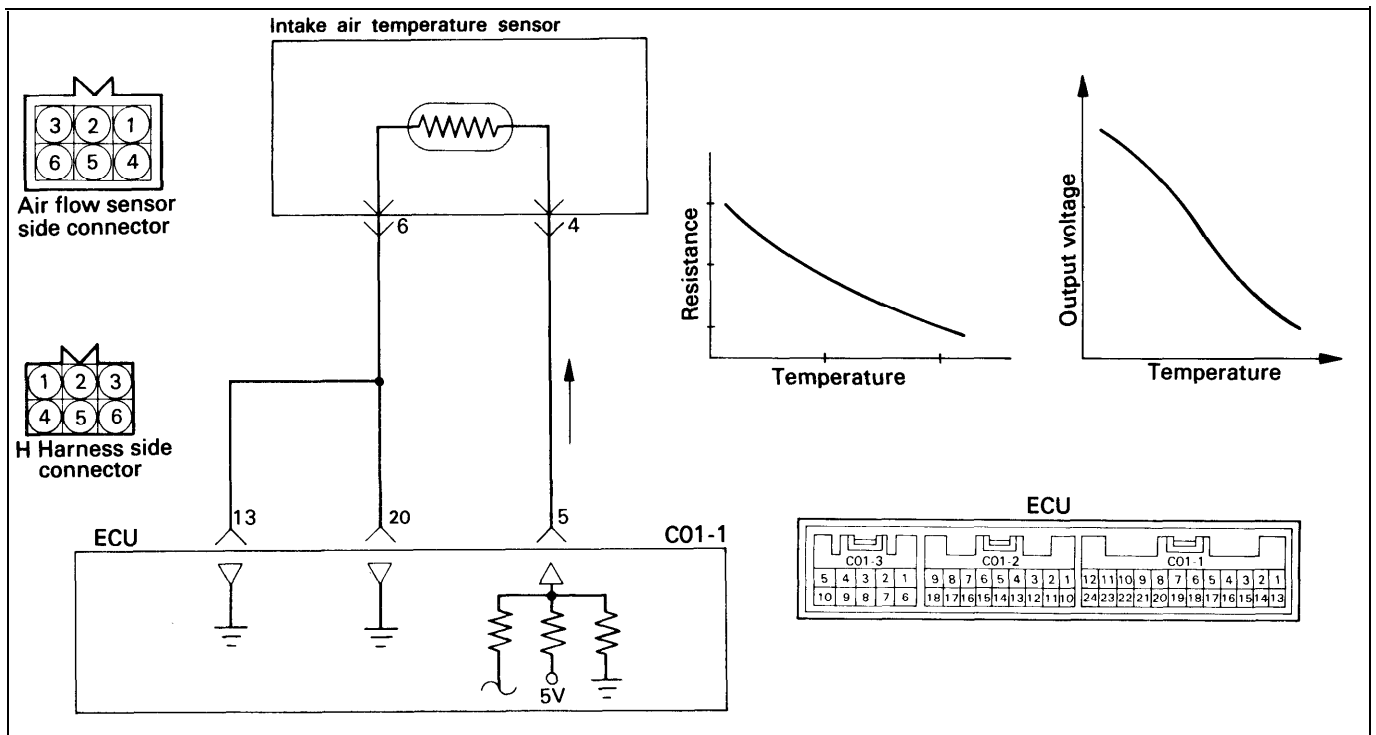 Intake air temperature sensor
3 2 1
6 5 4
Air flow sensor
side connector
6
4
1 2 3
4 5 6
H Harness side
connector
13
20
5
ECU
C01-1
5V
Resistance
Temperature
Output voltage
Temperature
ECU
C01-3
C01-2
C01-1
5 4 3 2 1
9 8 7 6 5 4 3 2 1
12 11 10 9 8 7 6 5 4 3 2 1
10 9 8 7 6
18 17 16 15 14 13 12 11 10
24 23 22 21 20 19 18 17 16 15 14 13